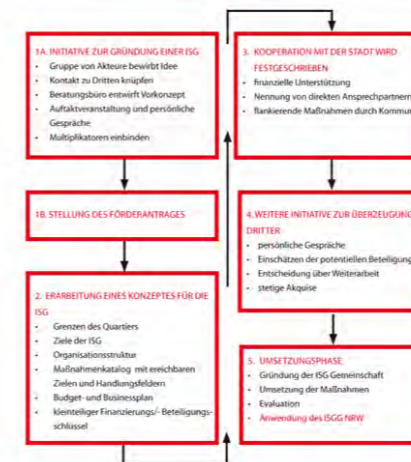 1A. INITIATIVE ZUR GRÜNDUNG EINER ISG
• Gruppe von Akteure bewirbt Idee
• Kontakt zu Dritten knüpfen
• Beratungsbüro entwirft Vorkonzept
• Auftaktveranstaltung und persönliche
Gespräche
• Multiplikatoren einbinden
1B. STELLUNG DES FÖRDERANTRAGES
2. ERARBEITUNG EINES KONZEPTES FÜR DIE
ISG
• Grenzen des Quartiers
• Ziele der ISG
• Organisationsstruktur
• Maßnahmenkatalog mit ereichbaren
Zielen und Handlungsfeldern
• Budget- und Businessplan
• kleinteiliger Finanzierungs-/ Beteiligungs-
schlüssel
3. KOOPERATION MIT DER STADT WIRD
FESTGESCHRIEBEN
• finanzielle Unterstützung
• Nennung von direkten Ansprechpartnern
• flankierende Maßnahmen durch Kommun
4. WEITERE INITIATIVE ZUR ÜBERZEUGUNG
DRITTER
• persönliche Gespräche
• Einschätzen der potentiellen Beteiligung
• Entscheidung über Weiterarbeit
• stetige Akquise
5. UMSETZUNGSPHASE
• Gründung der ISG Gemeinschaft
• Umsetzung der Maßnahmen
• Evaluation
• Anwendung des ISGG NRW